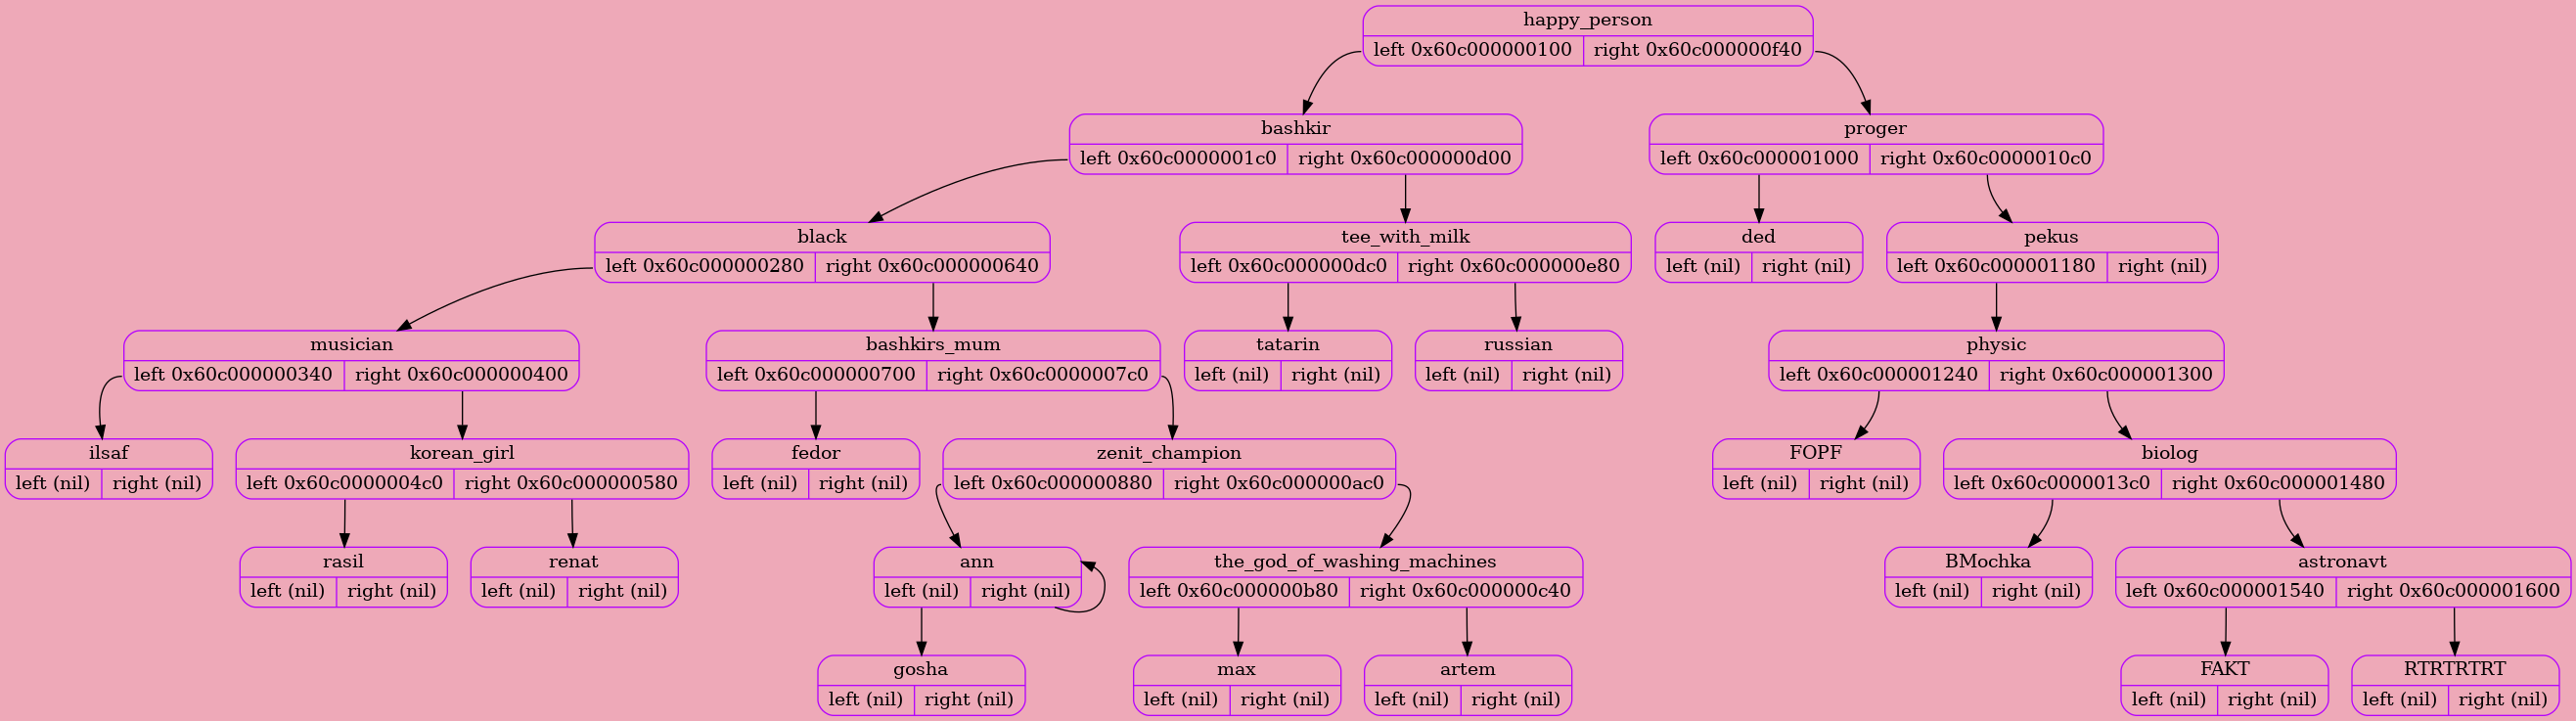 happy_person
left 0x60c000000100 right 0x60c000000f40
bashkir
left 0x60c0000001c0 right 0x60c000000d00
proger
left 0x60c000001000 right 0x60c0000010c0
black
left 0x60c000000280 right 0x60c000000640
tee_with_milk
left 0x60c000000dc0 right 0x60c000000e80
ded
left (nil) right (nil)
pekus
left 0x60c000001180 right (nil)
musician
left 0x60c000000340 right 0x60c000000400
bashkirs_mum
left 0x60c000000700 right 0x60c0000007c0
tatarin
left (nil) right (nil)
russian
left (nil) right (nil)
physic
left 0x60c000001240 right 0x60c000001300
ilsaf
left (nil) right (nil)
korean_girl
left 0x60c0000004c0 right 0x60c000000580
fedor
left (nil) right (nil)
zenit_champion
left 0x60c000000880 right 0x60c000000ac0
FOPF
left (nil) right (nil)
biolog
left 0x60c0000013c0 right 0x60c000001480
rasil
left (nil) right (nil)
renat
left (nil) right (nil)
ann
left (nil) right (nil)
the_god_of_washing_machines
left 0x60c000000b80 right 0x60c000000c40
BMochka
left (nil) right (nil)
astronavt
left 0x60c000001540 right 0x60c000001600
gosha
left (nil) right (nil)
max
left (nil) right (nil)
artem
left (nil) right (nil)
FAKT
left (nil) right (nil)
RTRTRTRT
left (nil) right (nil)